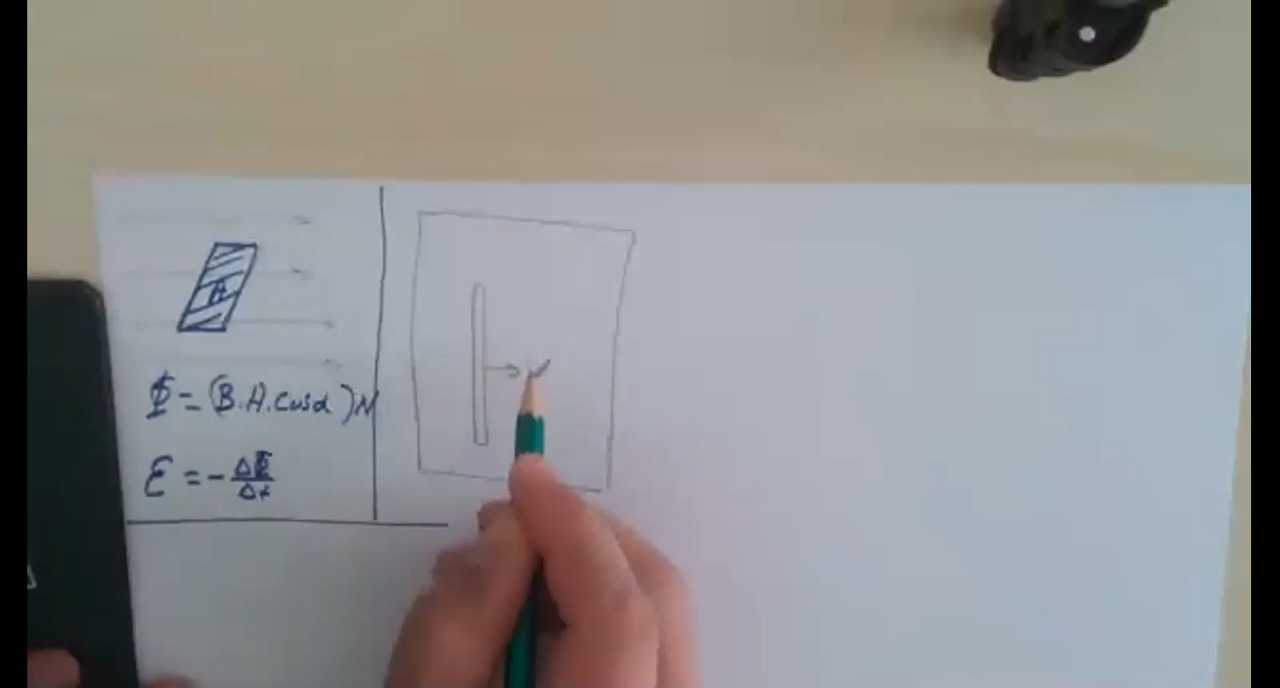 A
Φ = (B.A.cosα)N
ε = - ΔΦ/Δt
v